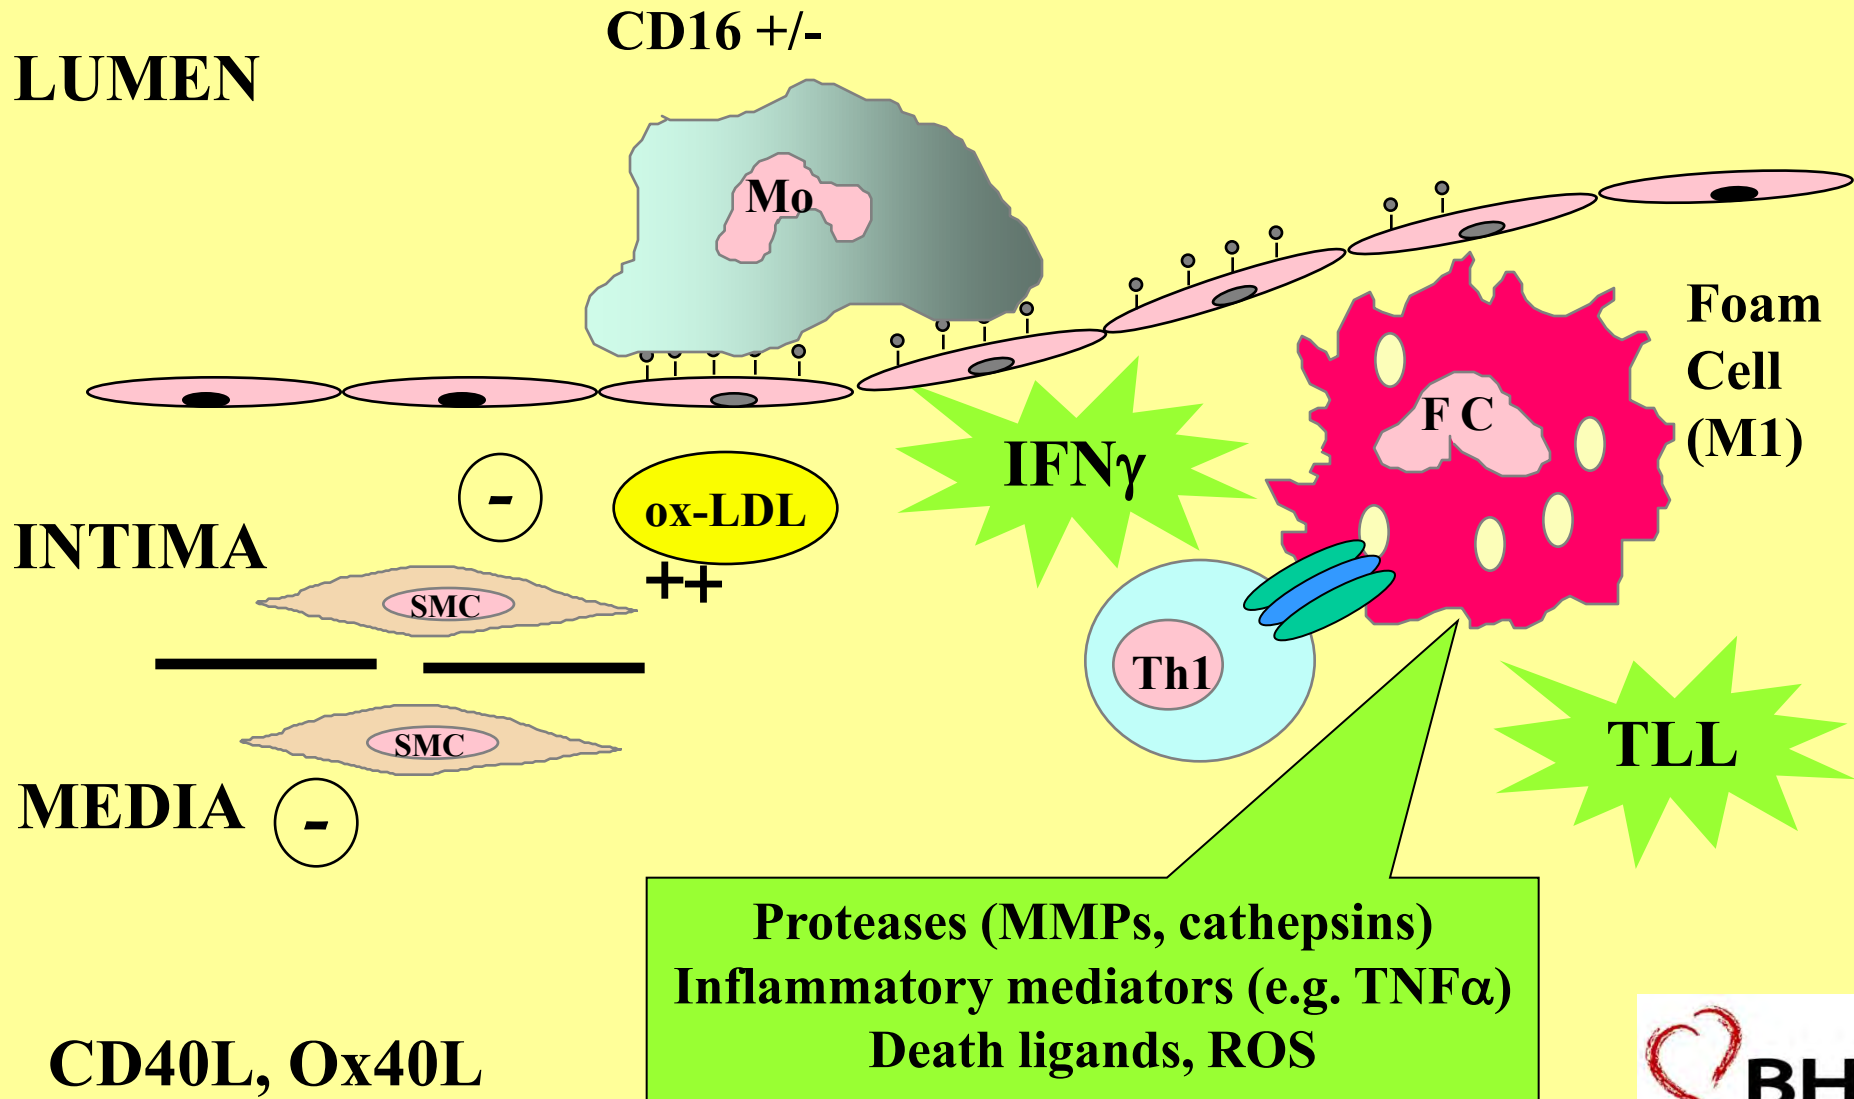 CD16 +/-
LUMEN
Mo
Foam
Cell
(M1)
F C
IFNγ
-
ox-LDL
INTIMA
++
SMC
Th1
SMC
TLL
MEDIA
-
Proteases (MMPs, cathepsins)
Inflammatory mediators (e.g. TNFα)
Death ligands, ROS
CD40L, Ox40L
BH